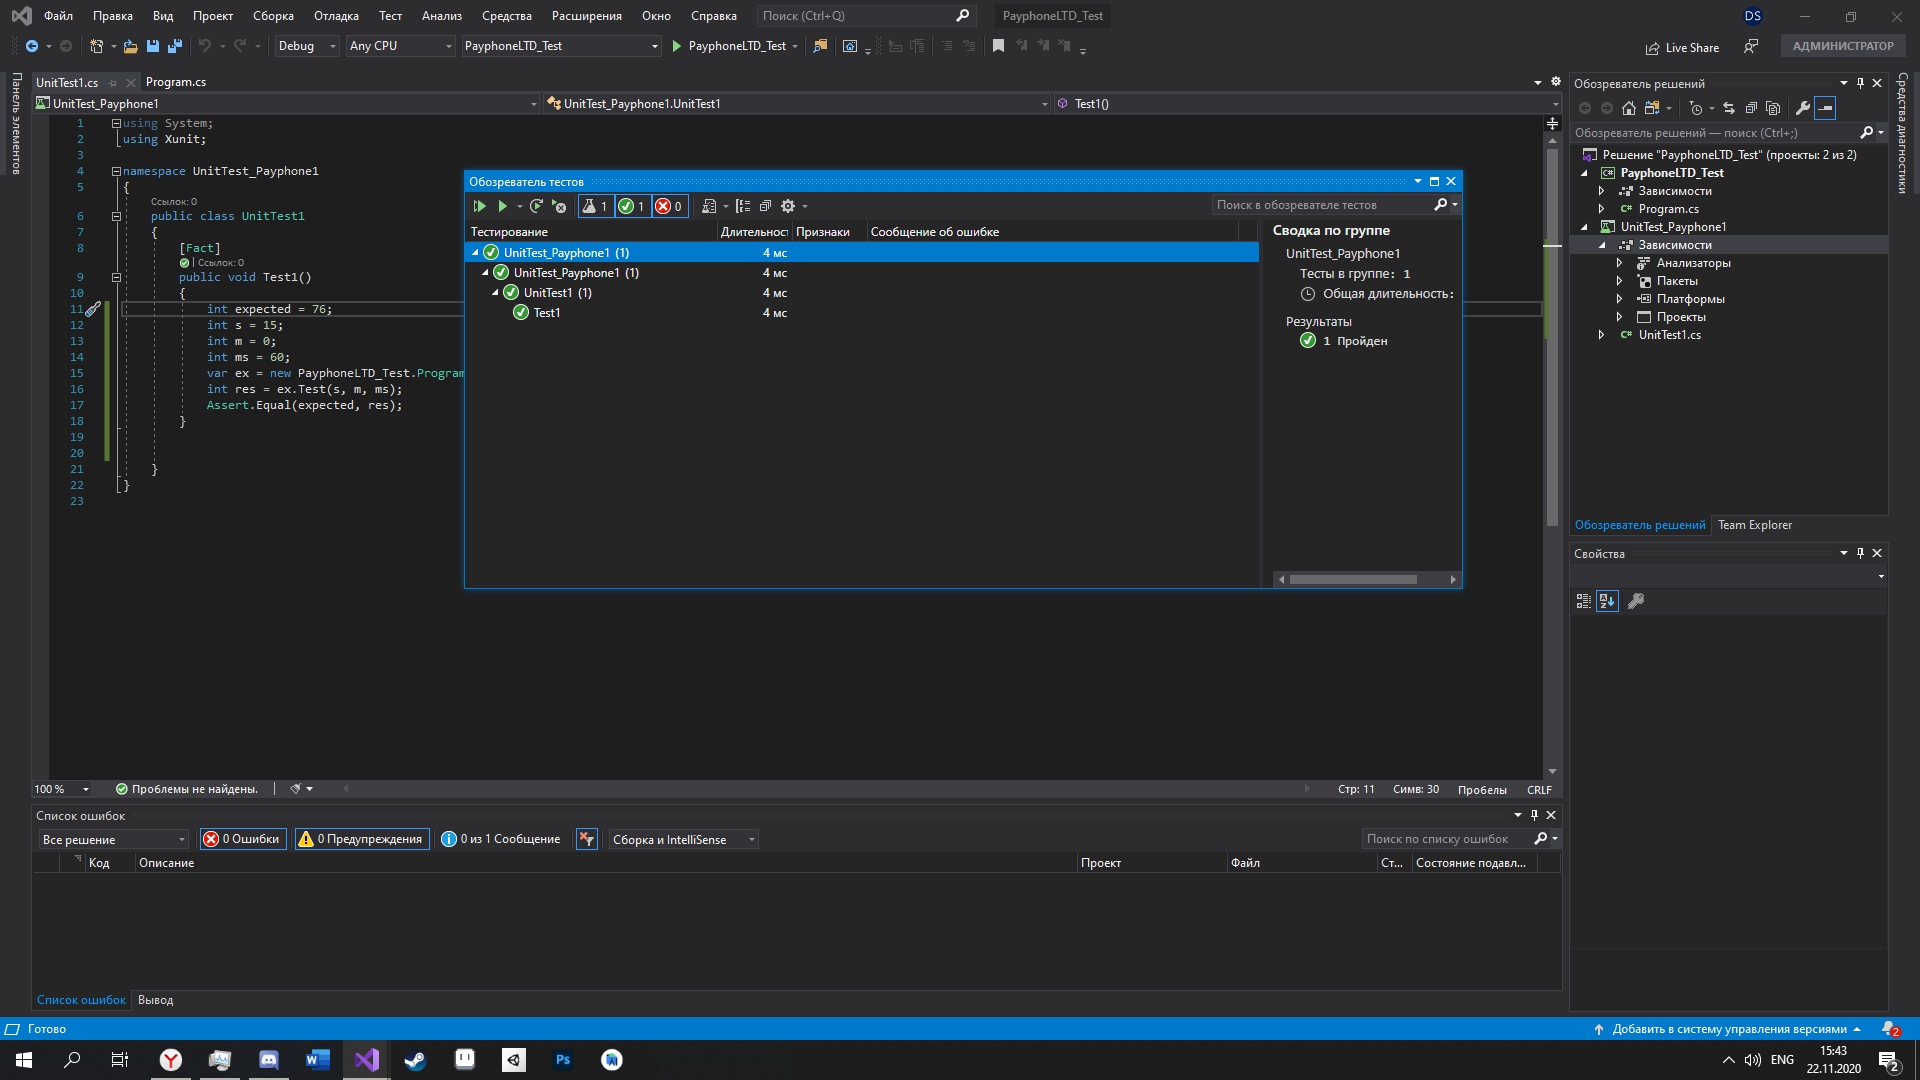 Файл Правка Вид Проект Сборка Отладка Тест Анализ Средства Расширения Окно Справка Поиск (Ctrl+Q) PayphoneLTD_Test DS
Debug Any CPU PayphoneLTD_Test PayphoneLTD_Test Live Share АДМИНИСТРАТОР
Панель элементов
UnitTest1.cs Program.cs
UnitTest_Payphone1 UnitTest_Payphone1.UnitTest1 Test1()
1 using System;
2 using Xunit;
3
4 namespace UnitTest_Payphone1
5 {
Ссылок: 0
6 public class UnitTest1
7 {
8 [Fact]
| Ссылок: 0
9 public void Test1()
10 {
11 int expected = 76;
12 int s = 15;
13 int m = 0;
14 int ms = 60;
15 var ex = new PayphoneLTD_Test.Program
16 int res = ex.Test(s, m, ms);
17 Assert.Equal(expected, res);
18 }
19
20
21 }
22 }
23
Обозреватель тестов
1 1 0 Поиск в обозревателе тестов
Тестирование Длительност Признаки Сообщение об ошибке
UnitTest_Payphone1 (1) 4 мс
UnitTest_Payphone1 (1) 4 мс
UnitTest1 (1) 4 мс
Test1 4 мс
Сводка по группе
UnitTest_Payphone1
Тесты в группе: 1
Общая длительность:
Результаты
1 Пройден
100 % Проблемы не найдены. Стр: 11 Симв: 30 Пробелы CRLF
Список ошибок
Все решение 0 Ошибки 0 Предупреждения 0 из 1 Сообщение Сборка и IntelliSense Поиск по списку ошибок
Код Описание Проект Файл Ст... Состояние подавл...
Список ошибок Вывод
Обозреватель решений
Обозреватель решений — поиск (Ctrl+;)
Решение "PayphoneLTD_Test" (проекты: 2 из 2)
PayphoneLTD_Test
Зависимости
Program.cs
UnitTest_Payphone1
Зависимости
Анализаторы
Пакеты
Платформы
Проекты
UnitTest1.cs
Обозреватель решений Team Explorer
Свойства
Средства диагностики
Готово Добавить в систему управления версиями 2
ENG 15:43
22.11.2020 2